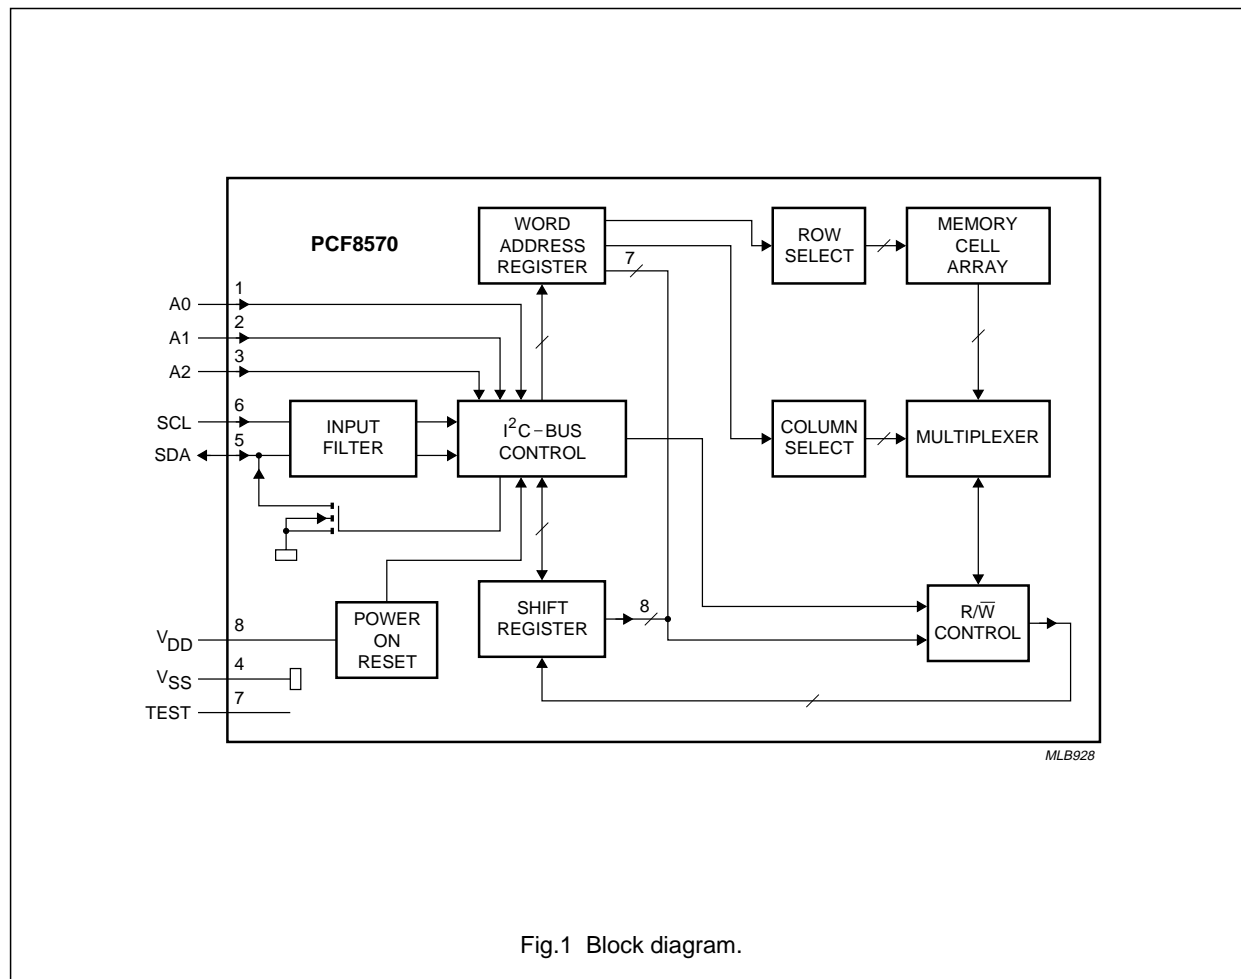 PCF8570
WORD
ADDRESS
REGISTER
7
ROW
SELECT
MEMORY
CELL
ARRAY
A0
1
A1
2
A2
3
SCL
6
SDA
5
INPUT
FILTER
I²C−BUS
CONTROL
COLUMN
SELECT
MULTIPLEXER
POWER
ON
RESET
SHIFT
REGISTER
8
R/W̅
CONTROL
VDD
8
VSS
4
TEST
7
MLB928
Fig.1 Block diagram.